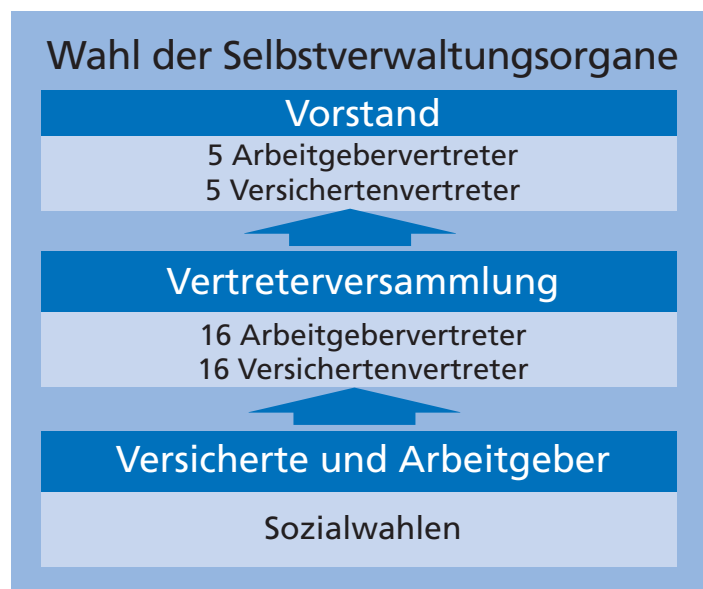 Wahl der Selbstverwaltungsorgane
Vorstand
5 Arbeitgebervertreter
5 Versichertenvertreter
Vertreterversammlung
16 Arbeitgebervertreter
16 Versichertenvertreter
Versicherte und Arbeitgeber
Sozialwahlen